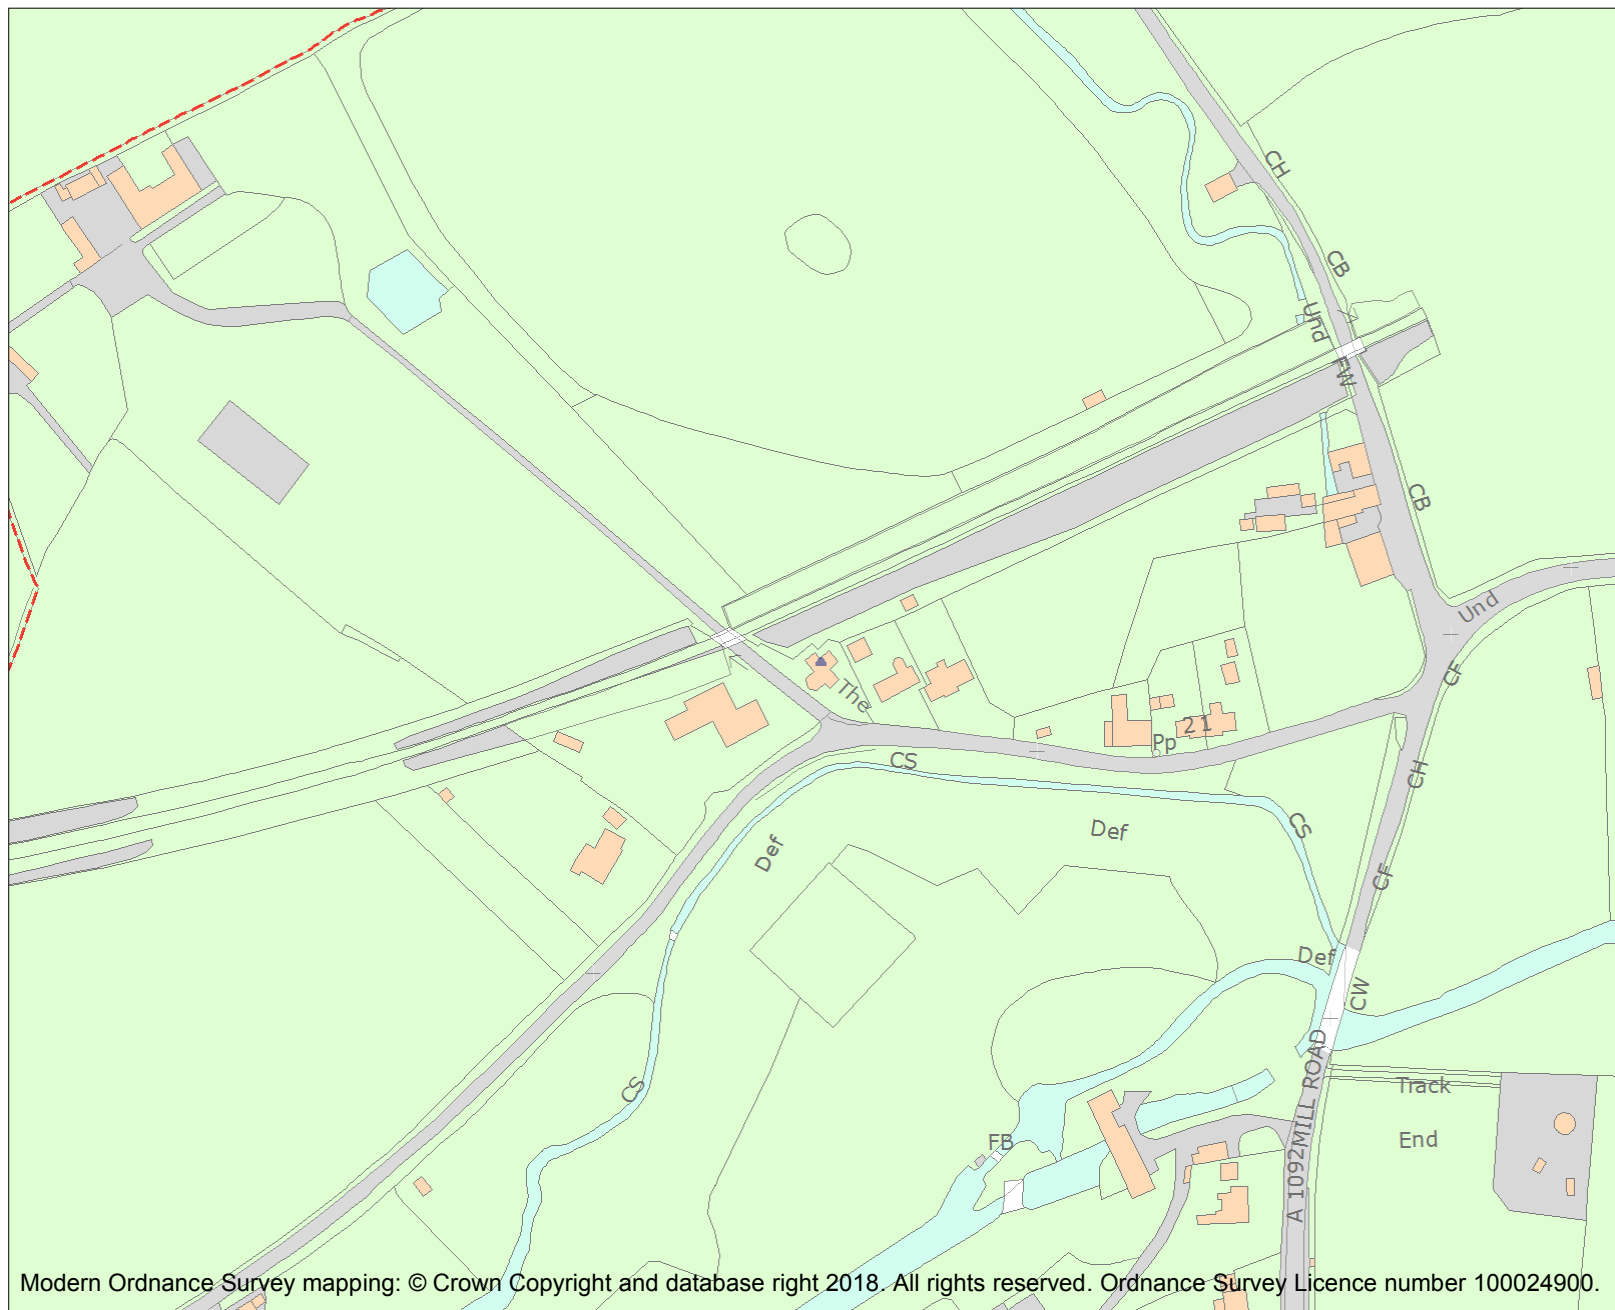 CH
CB
Und
FW
CB
Und
The
CF
21
Pp
CS
CH
CS
Def
Def
CF
Def
CW
CS
A 1092MILL ROAD
Track
FB
End
Modern Ordnance Survey mapping: © Crown Copyright and database right 2018. All rights reserved. Ordnance Survey Licence number 100024900.